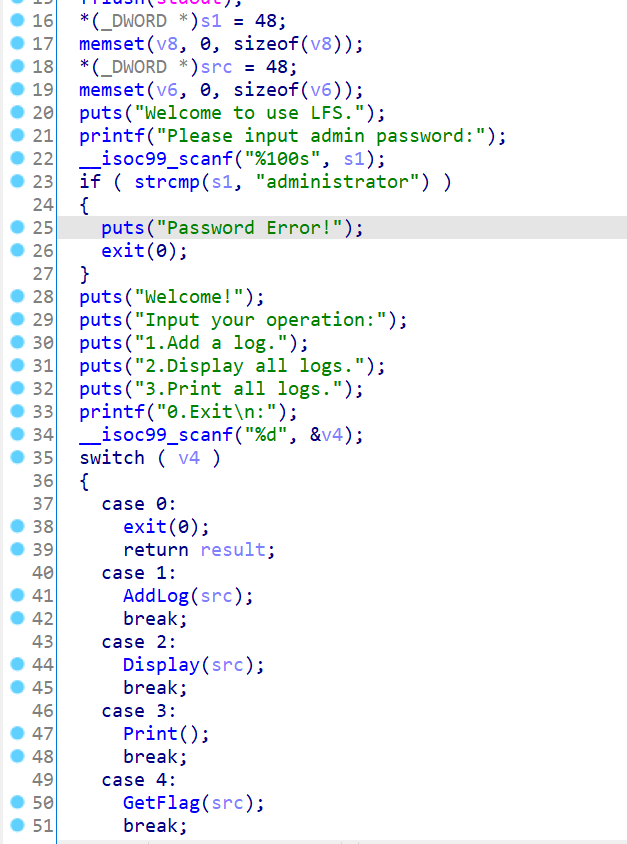 16 *(_DWORD *)s1 = 48;
17 memset(v8, 0, sizeof(v8));
18 *(_DWORD *)src = 48;
19 memset(v6, 0, sizeof(v6));
20 puts("Welcome to use LFS.");
21 printf("Please input admin password:");
22 __isoc99_scanf("%100s", s1);
23 if ( strcmp(s1, "administrator") )
24 {
25 puts("Password Error!");
26 exit(0);
27 }
28 puts("Welcome!");
29 puts("Input your operation:");
30 puts("1.Add a log.");
31 puts("2.Display all logs.");
32 puts("3.Print all logs.");
33 printf("0.Exit\n:");
34 __isoc99_scanf("%d", &v4);
35 switch ( v4 )
36 {
37 case 0:
38 exit(0);
39 return result;
40 case 1:
41 AddLog(src);
42 break;
43 case 2:
44 Display(src);
45 break;
46 case 3:
47 Print();
48 break;
49 case 4:
50 GetFlag(src);
51 break;